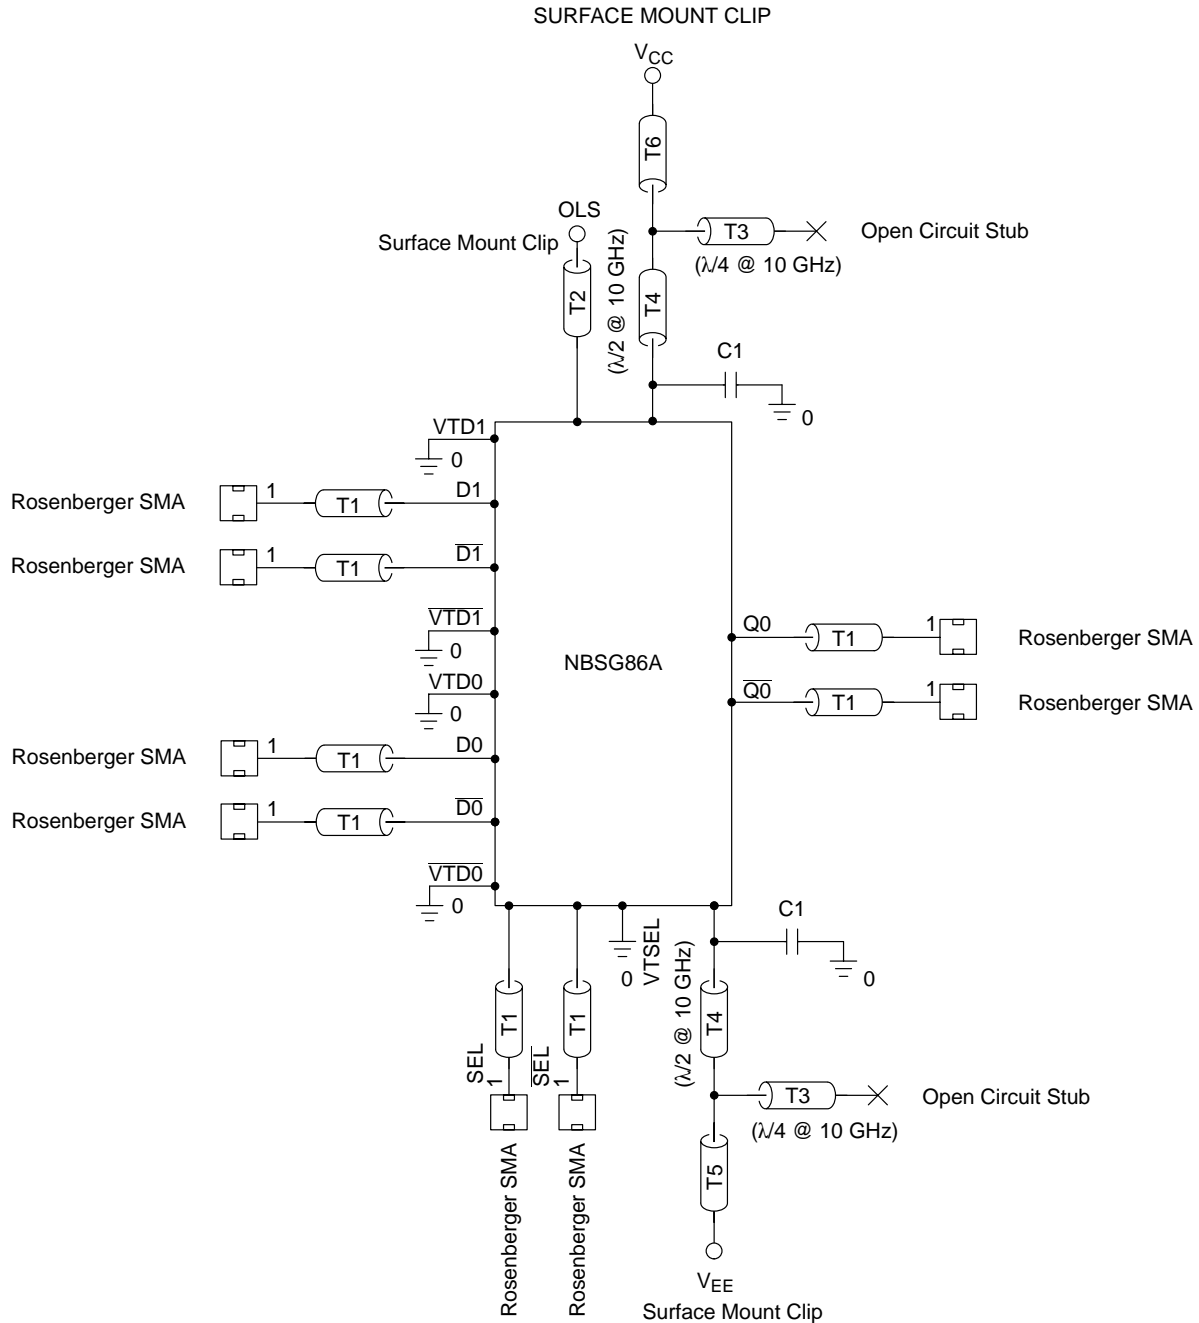 SURFACE MOUNT CLIP
VCC
T6
OLS
Surface Mount Clip
T2
T3
Open Circuit Stub
(λ/4 @ 10 GHz)
T4
(λ/2 @ 10 GHz)
C1
0
VTD1
0
Rosenberger SMA
1
T1
D1
Rosenberger SMA
1
T1
D1
VTD1
0
NBSG86A
Q0
T1
1
Rosenberger SMA
VTD0
0
Q0
T1
1
Rosenberger SMA
Rosenberger SMA
1
T1
D0
Rosenberger SMA
1
T1
D0
VTD0
0
C1
0
0
VTSEL
(λ/2 @ 10 GHz)
T4
T1
T1
SEL
1
SEL
1
T3
Open Circuit Stub
(λ/4 @ 10 GHz)
Rosenberger SMA
Rosenberger SMA
T5
VEE
Surface Mount Clip